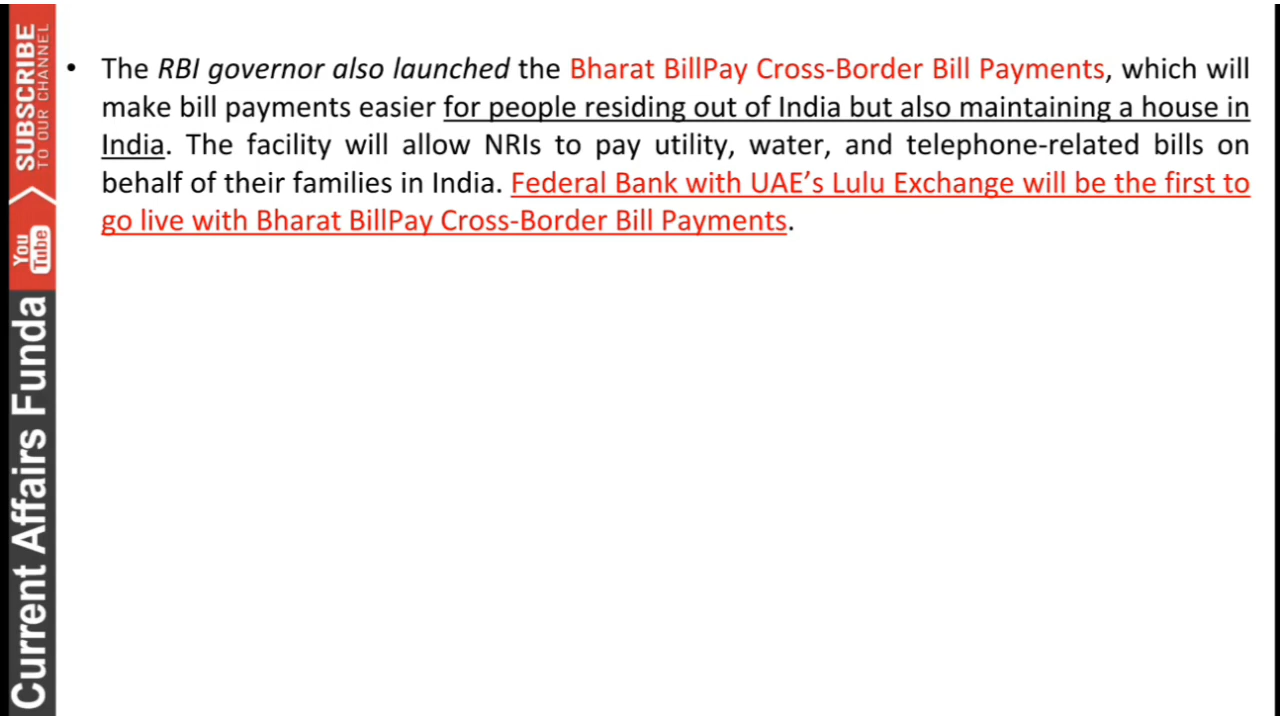 • The RBI governor also launched the Bharat BillPay Cross-Border Bill Payments, which will
make bill payments easier for people residing out of India but also maintaining a house in
India. The facility will allow NRIs to pay utility, water, and telephone-related bills on
behalf of their families in India. Federal Bank with UAE’s Lulu Exchange will be the first to
go live with Bharat BillPay Cross-Border Bill Payments.
SUBSCRIBE
TO OUR CHANNEL
You
Tube
Current Affairs Funda